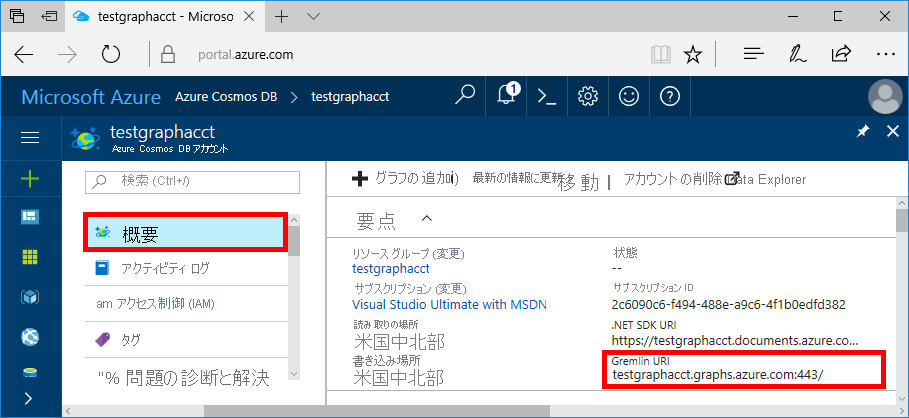 testgraphacct - Microso
portal.azure.com
Microsoft Azure Azure Cosmos DB > testgraphacct
1
testgraphacct
Azure Cosmos DB アカウント
検索 (Ctrl+/)
概要
アクティビティ ログ
am アクセス制御 (IAM)
タグ
"% 問題の診断と解決
グラフの追加i) 最新の情報に更新 移動 | アカウントの削除 Data Explorer
要点
リソース グループ (変更)
testgraphacct
状態
--
サブスクリプション (変更)
Visual Studio Ultimate with MSDN
サブスクリプション ID
2c6090c6-f494-488e-a9c6-4f1b0edfd382
読み取りの場所
米国中北部
.NET SDK URI
https://testgraphacct.documents.azure.co...
書き込み場所
米国中北部
Gremlin URI
testgraphacct.graphs.azure.com:443/